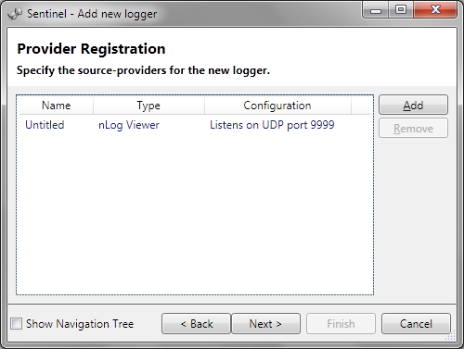 Sentinel - Add new logger
Provider Registration
Specify the source-providers for the new logger.
Name Type Configuration
Untitled nLog Viewer Listens on UDP port 9999
Add
Remove
Show Navigation Tree
< Back
Next >
Finish
Cancel